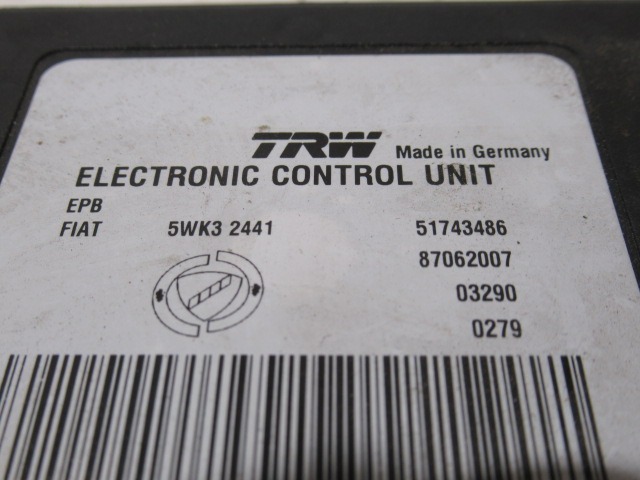 TRW Made in Germany
ELECTRONIC CONTROL UNIT
EPB
FIAT 5WK3 2441 51743486
87062007
03290
0279